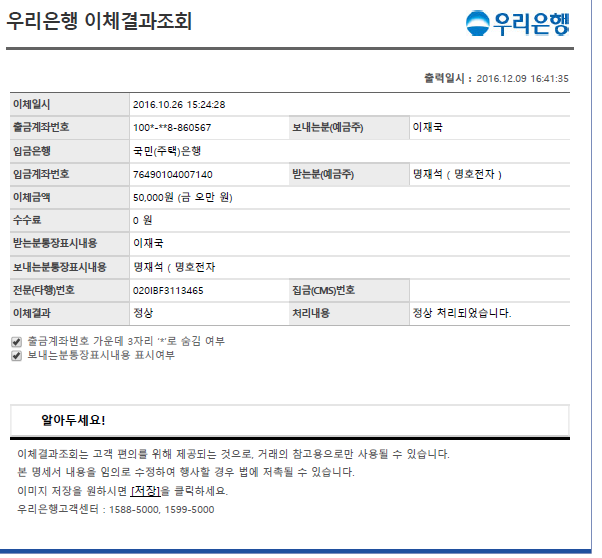 우리은행 이체결과조회
우리은행
출력일시 : 2016.12.09 16:41:35
이체일시 2016.10.26 15:24:28
출금계좌번호 100*-**8-860567 보내는분(예금주) 이재국
입금은행 국민(주택)은행
입금계좌번호 76490104007140 받는분(예금주) 명재석 ( 명호전자 )
이체금액 50,000원 (금 오만 원)
수수료 0 원
받는분통장표시내용 이재국
보내는분통장표시내용 명재석 ( 명호전자
전문(타행)번호 020IBF3113465 집금(CMS)번호
이체결과 정상 처리내용 정상 처리되었습니다.
출금계좌번호 가운데 3자리 '*'로 숨김 여부
보내는분통장표시내용 표시여부
알아두세요!
이체결과조회는 고객 편의를 위해 제공되는 것으로, 거래의 참고용으로만 사용될 수 있습니다.
본 명세서 내용을 임의로 수정하여 행사할 경우 법에 저촉될 수 있습니다.
이미지 저장을 원하시면 [저장]을 클릭하세요.
우리은행고객센터 : 1588-5000, 1599-5000